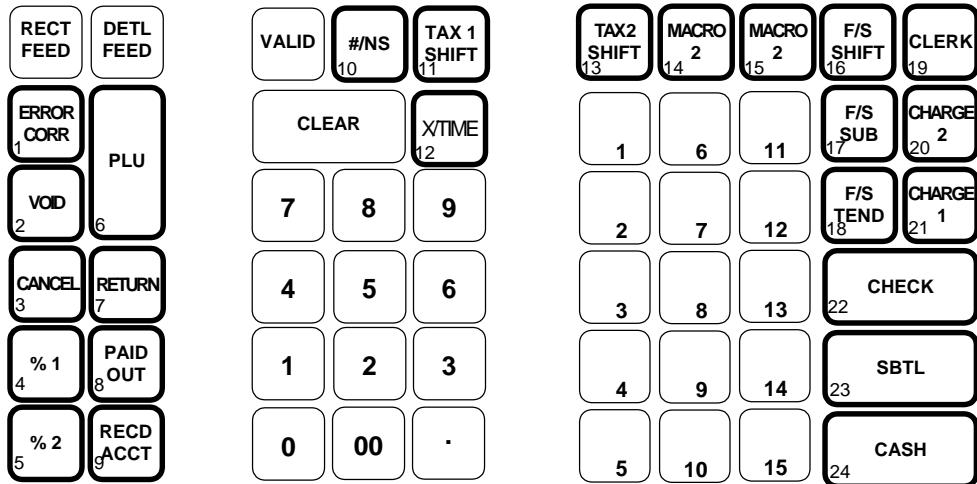 RECT
FEED
DETL
FEED
ERROR
CORR
1
PLU
6
VOID
2
CANCEL
3
RETURN
7
% 1
4
PAID
OUT
8
% 2
5
RECD
ACCT
9
VALID
#/NS
10
TAX 1
SHIFT
11
CLEAR
X/TIME
12
7
8
9
4
5
6
1
2
3
0
00
.
TAX2
SHIFT
13
MACRO
2
14
MACRO
2
15
F/S
SHIFT
16
CLERK
19
1
6
11
F/S
SUB
17
CHARGE
2
20
2
7
12
F/S
TEND
18
CHARGE
1
21
3
8
13
CHECK
22
4
9
14
SBTL
23
5
10
15
CASH
24